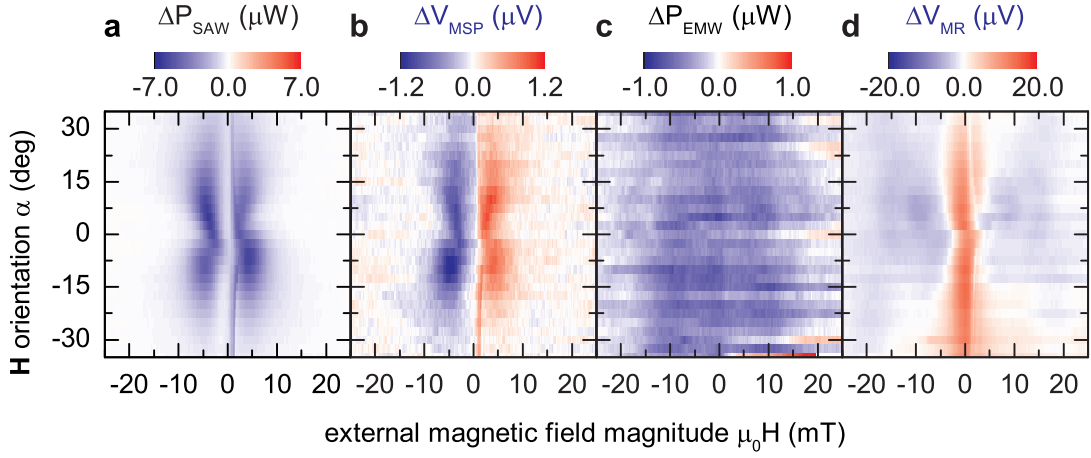 a ΔP_SAW (μW) b ΔV_MSP (μV) c ΔP_EMW (μW) d ΔV_MR (μV)
-7.0 0.0 7.0 -1.2 0.0 1.2 -1.0 0.0 1.0 -20.0 0.0 20.0
30
15
0
-15
-30
H orientation α (deg)
-20 -10 0 10 20 -20 -10 0 10 20 -20 -10 0 10 20 -20 -10 0 10 20
external magnetic field magnitude μ₀H (mT)